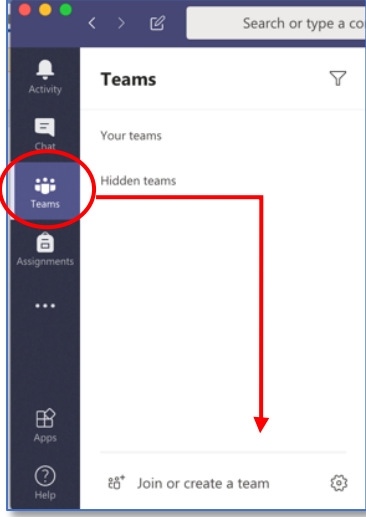 Search or type a co
Activity
Chat
Teams
Assignments
Apps
Help
Teams
Your teams
Hidden teams
Join or create a team